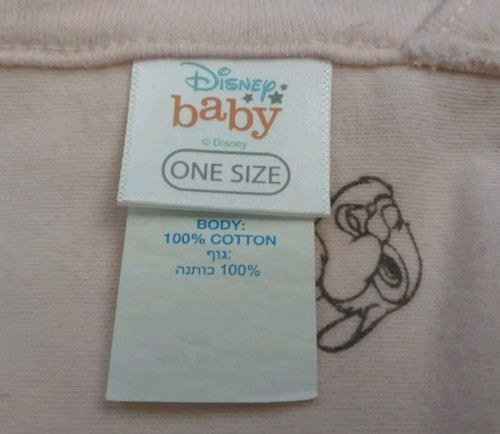 Disney
baby
© Disney
ONE SIZE
BODY:
100% COTTON
גוף:
100% כותנה